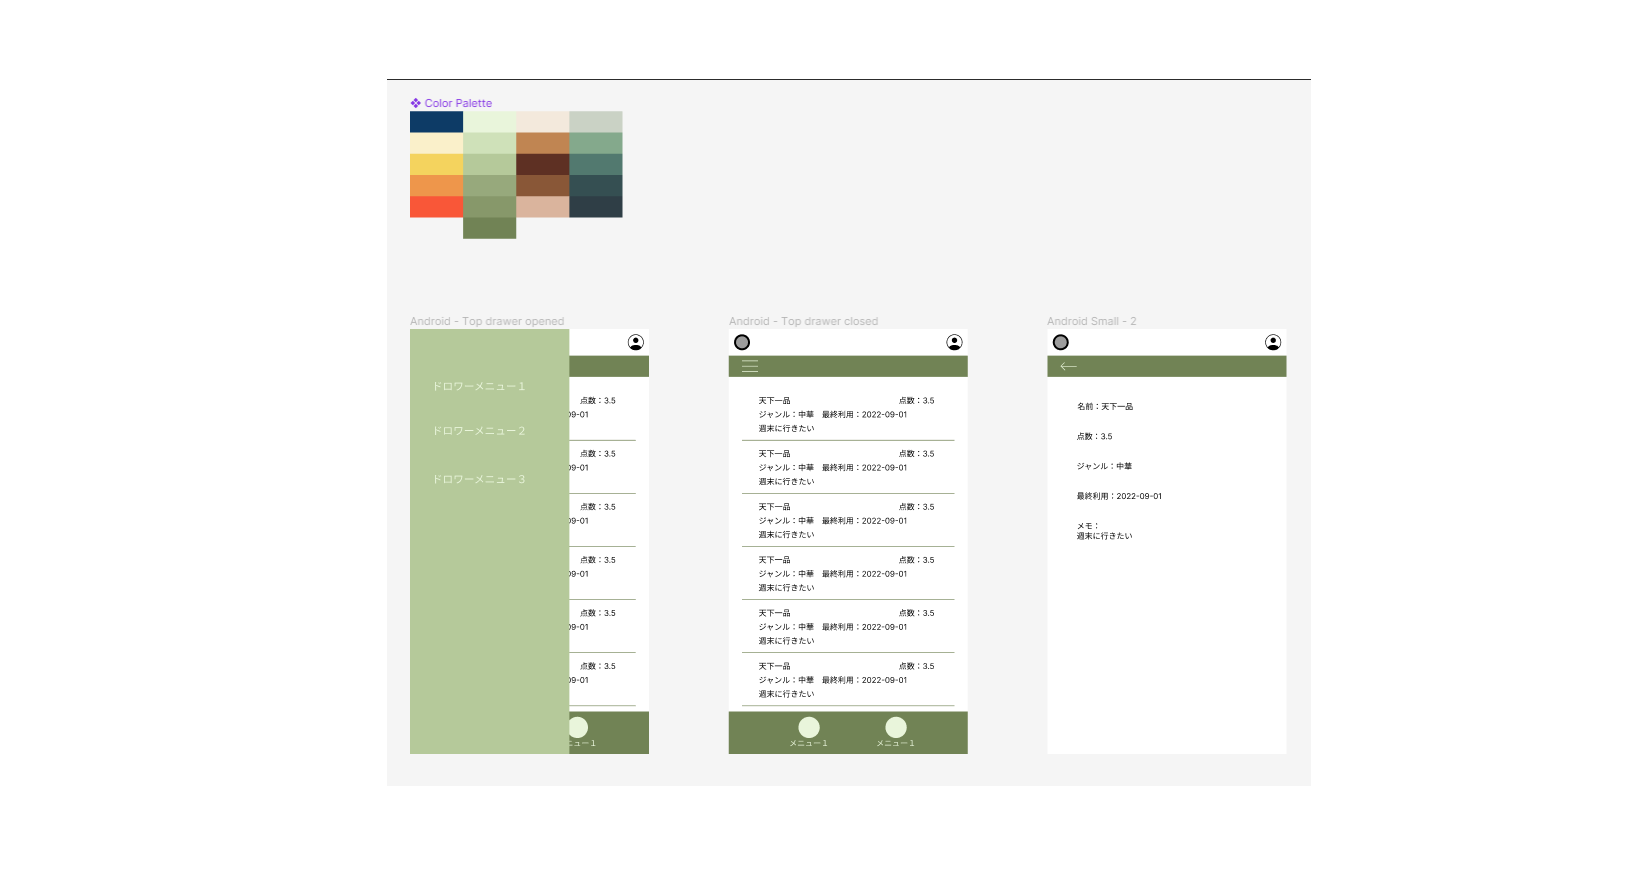 Color Palette
Android - Top drawer opened
ドロワーメニュー１
ドロワーメニュー２
ドロワーメニュー３
点数：3.5
09-01
点数：3.5
09-01
点数：3.5
09-01
点数：3.5
09-01
点数：3.5
09-01
点数：3.5
09-01
ニュー１
Android - Top drawer closed
天下一品 点数：3.5
ジャンル：中華 最終利用：2022-09-01
週末に行きたい
天下一品 点数：3.5
ジャンル：中華 最終利用：2022-09-01
週末に行きたい
天下一品 点数：3.5
ジャンル：中華 最終利用：2022-09-01
週末に行きたい
天下一品 点数：3.5
ジャンル：中華 最終利用：2022-09-01
週末に行きたい
天下一品 点数：3.5
ジャンル：中華 最終利用：2022-09-01
週末に行きたい
天下一品 点数：3.5
ジャンル：中華 最終利用：2022-09-01
週末に行きたい
メニュー１ メニュー１
Android Small - 2
名前：天下一品
点数：3.5
ジャンル：中華
最終利用：2022-09-01
メモ：
週末に行きたい